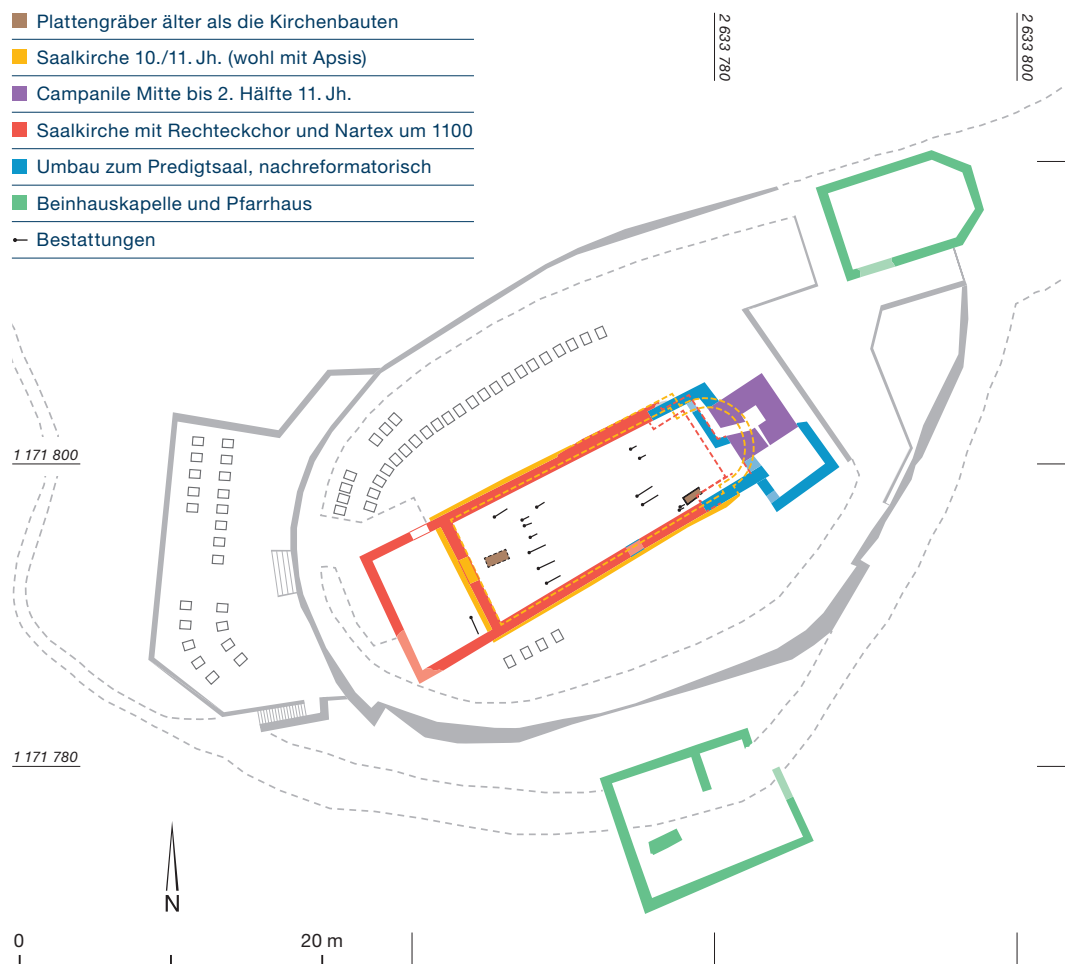 Plattengräber älter als die Kirchenbauten
Saalkirche 10./11. Jh. (wohl mit Apsis)
Campanile Mitte bis 2. Hälfte 11. Jh.
Saalkirche mit Rechteckchor und Nartex um 1100
Umbau zum Predigtsaal, nachreformatorisch
Beinhauskapelle und Pfarrhaus
Bestattungen
2 633 780
2 633 800
1 171 800
1 171 780
N
0
20 m